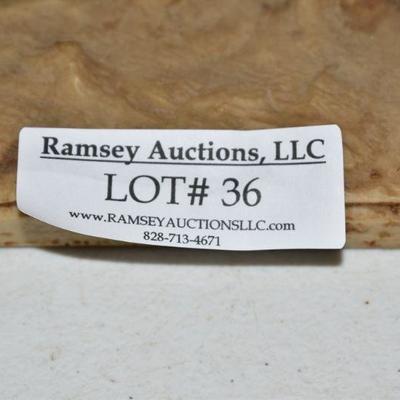 Ramsey Auctions, LLC
LOT# 36
www.RAMSEYAUCTIONSLLC.com
828-713-4671